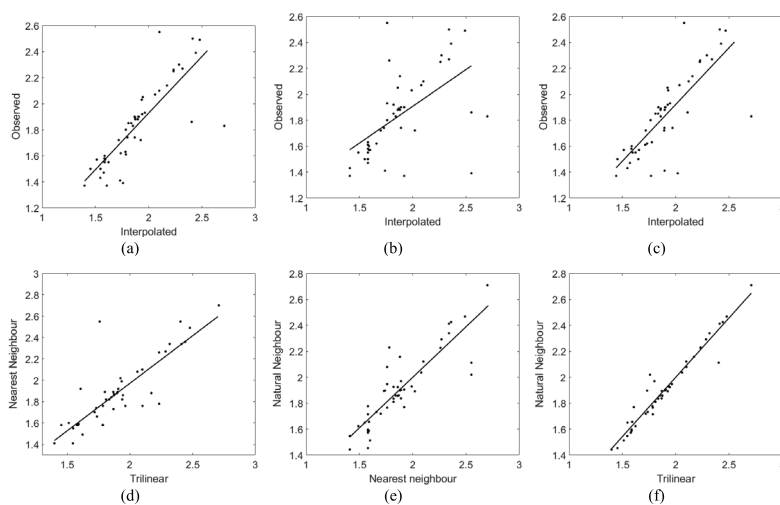 2.6
2.4
2.2
2
1.8
1.6
1.4
1.2
Observed
1 1.5 2 2.5 3
Interpolated
(a)
2.6
2.4
2.2
2
1.8
1.6
1.4
1.2
Observed
1 1.5 2 2.5 3
Interpolated
(b)
2.6
2.4
2.2
2
1.8
1.6
1.4
1.2
Observed
1 1.5 2 2.5 3
Interpolated
(c)
3
2.8
2.6
2.4
2.2
2
1.8
1.6
1.4
Nearest Neighbour
1.5 2 2.5 3
Trilinear
(d)
2.8
2.6
2.4
2.2
2
1.8
1.6
1.4
Natural Neighbour
1 1.5 2 2.5 3
Nearest neighbour
(e)
2.8
2.6
2.4
2.2
2
1.8
1.6
1.4
Natural Neighbour
1 1.5 2 2.5 3
Trilinear
(f)